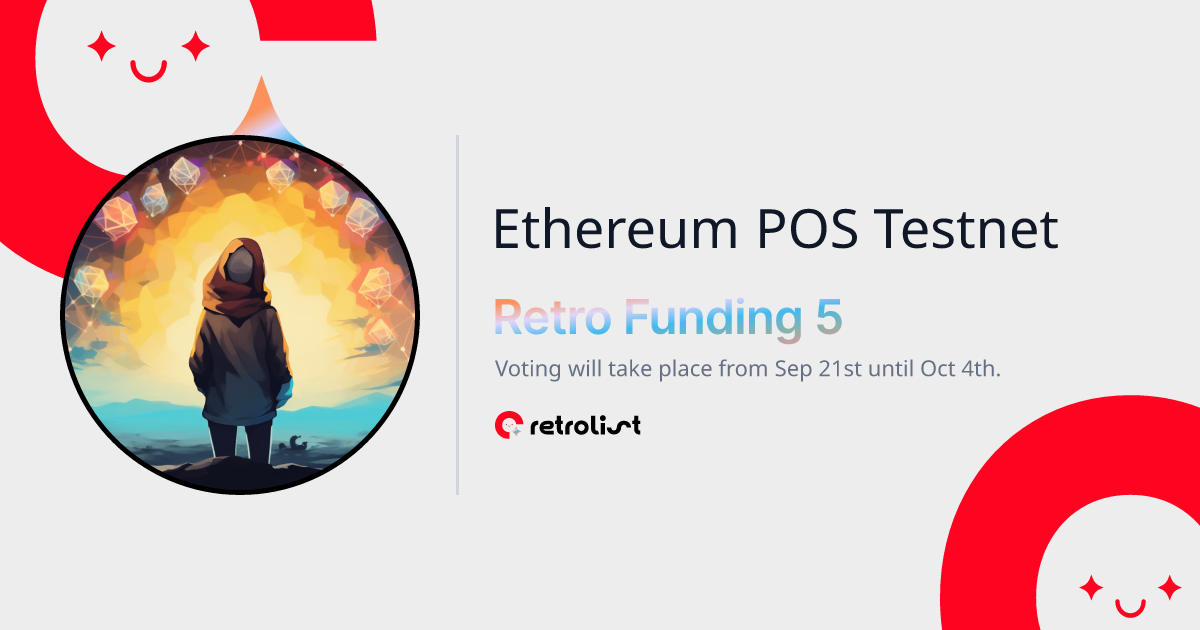 Ethereum POS Testnet
Retro Funding 5
Voting will take place from Sep 21st until Oct 4th.
retrolist